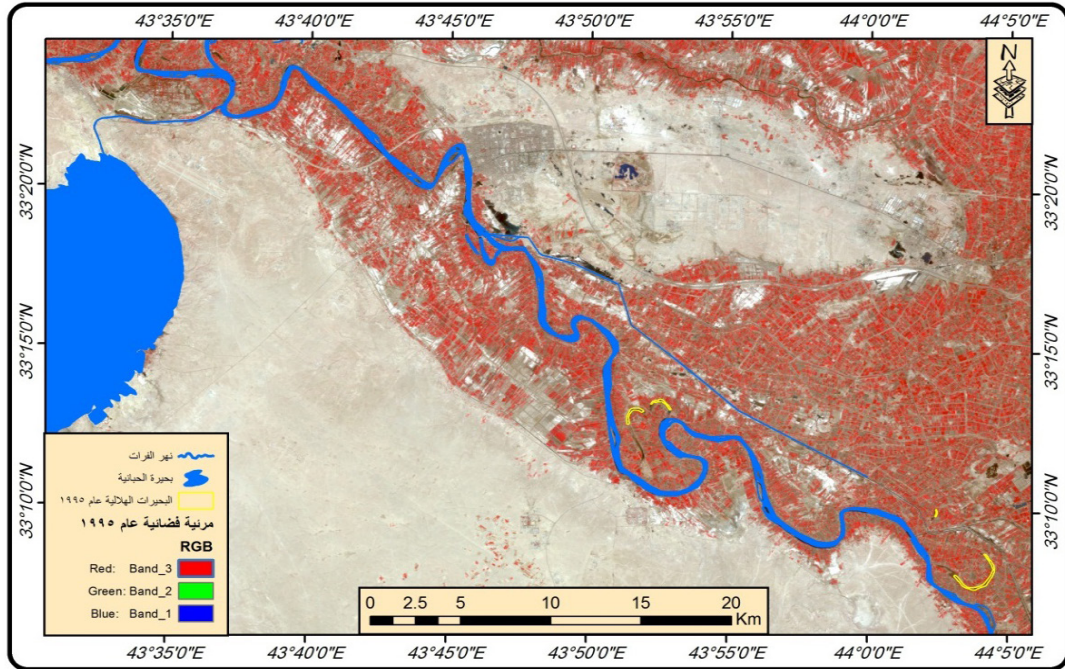 43°35'0"E 43°40'0"E 43°45'0"E 43°50'0"E 43°55'0"E 44°0'0"E 44°5'0"E
N
33°20'0"N 33°20'0"N
33°15'0"N 33°15'0"N
33°10'0"N 33°10'0"N
نهر الفرات
بحيرة الحبانية
البحيرات الهلالية عام ١٩٩٥
مرئية فضائية عام ١٩٩٥
RGB
Red: Band_3
Green: Band_2
Blue: Band_1
0 2.5 5 10 15 20
Km
43°35'0"E 43°40'0"E 43°45'0"E 43°50'0"E 43°55'0"E 44°0'0"E 44°5'0"E